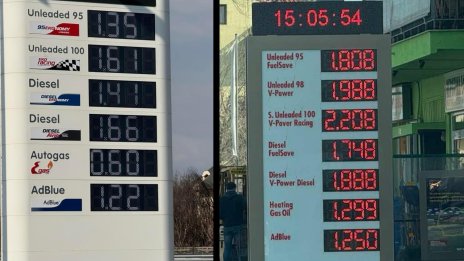 Unleaded 95
1.35
Unleaded 100
1.61
racing
Diesel
1.41
Diesel
1.66
Autogas
0.60
AdBlue
1.22
15:05:54
Unleaded 95
FuelSave
1.808
Unleaded 98
V-Power
1.988
S. Unleaded 100
V-Power Racing
2.208
Diesel
FuelSave
1.748
Diesel
V-Power Diesel
1.888
Heating
Gas Oil
1.299
AdBlue
1.250